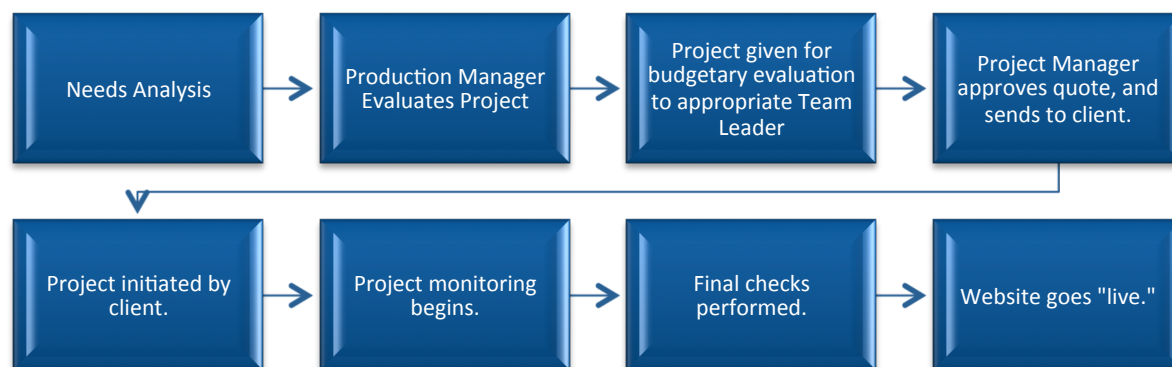 Needs Analysis
Production Manager
Evaluates Project
Project given for
budgetary evaluation
to appropriate Team
Leader
Project Manager
approves quote, and
sends to client.
Project initiated by
client.
Project monitoring
begins.
Final checks
performed.
Website goes "live."